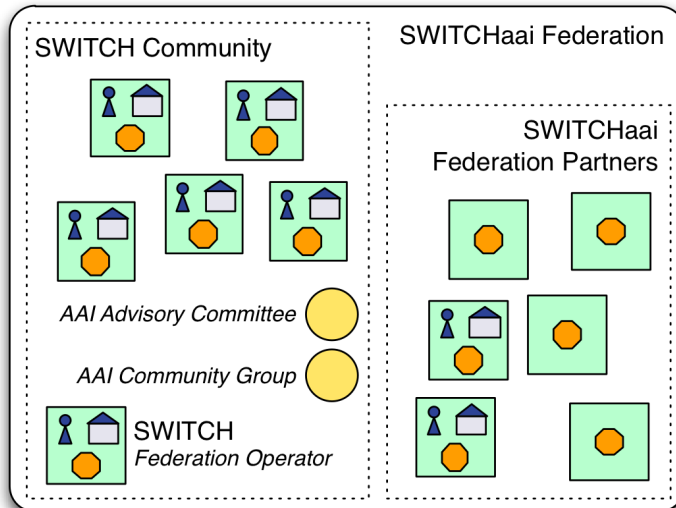 SWITCH Community
SWITCHaai Federation
SWITCHaai
Federation Partners
AAI Advisory Committee
AAI Community Group
SWITCH
Federation Operator